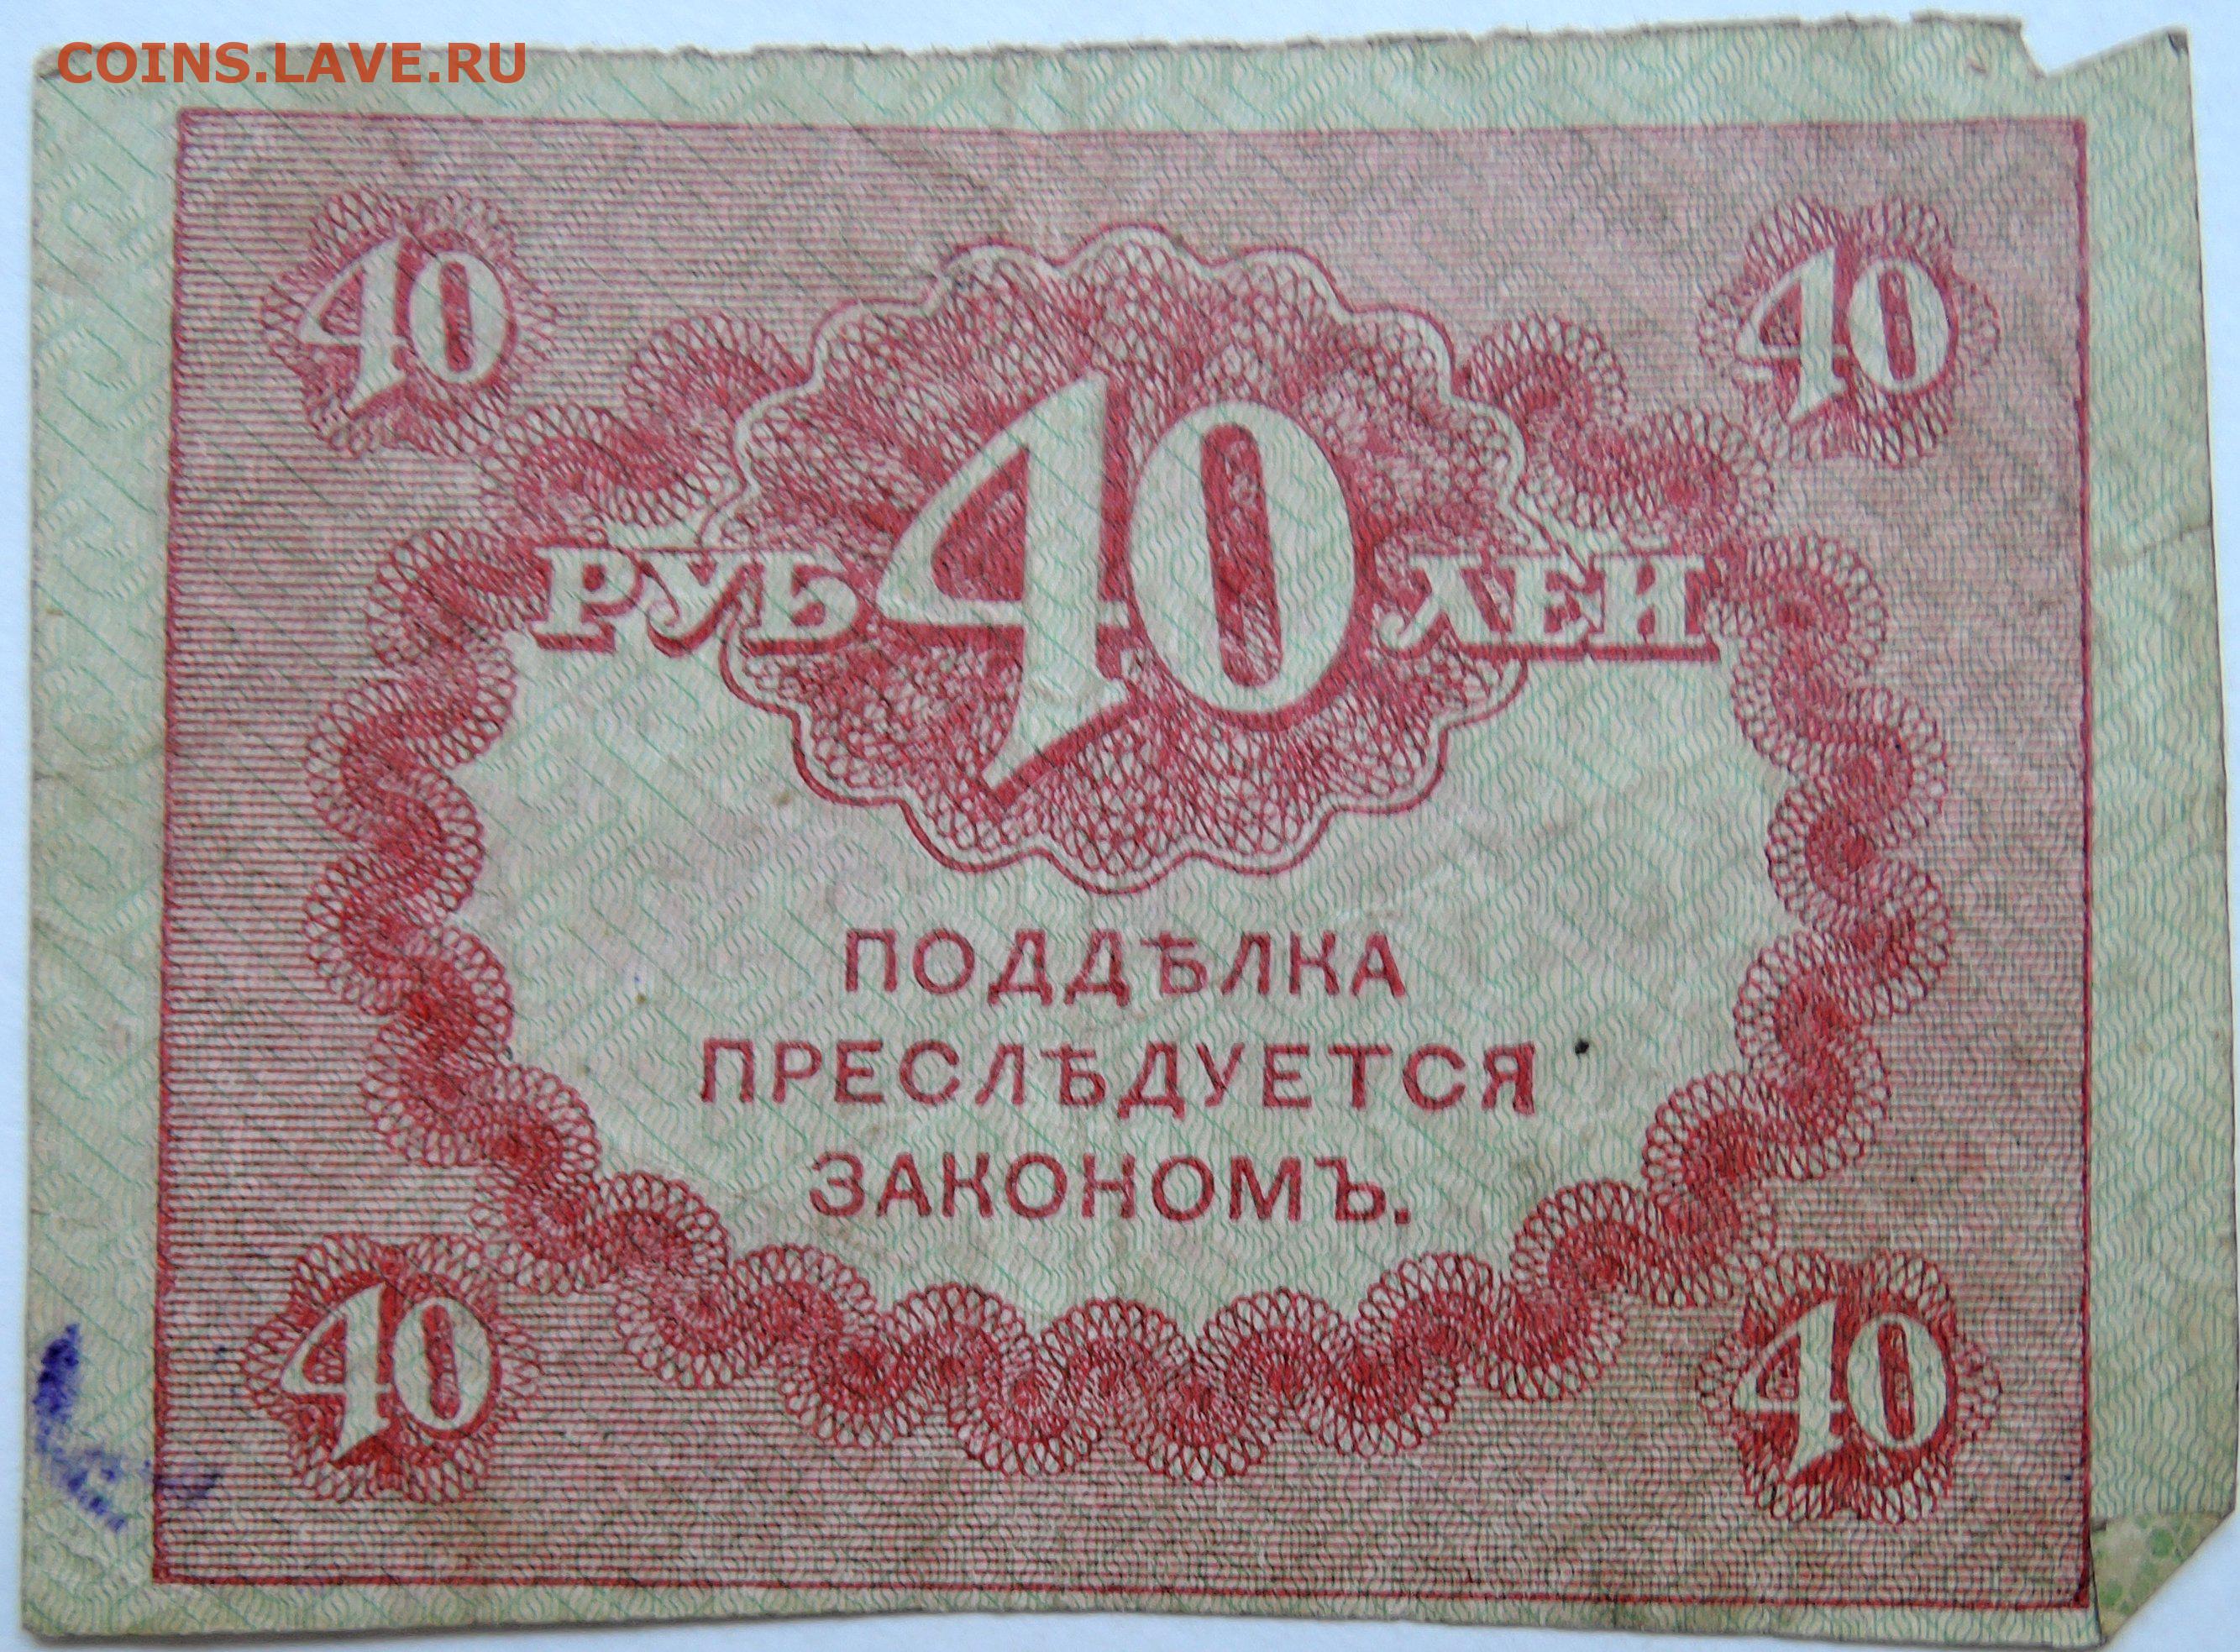 COINS.LAVE.RU
40 40
РУБ 40 ЛЕЙ
ПОДДѢЛКА
ПРЕСЛѢДУЕТСЯ
ЗАКОНОМЪ.
40 40